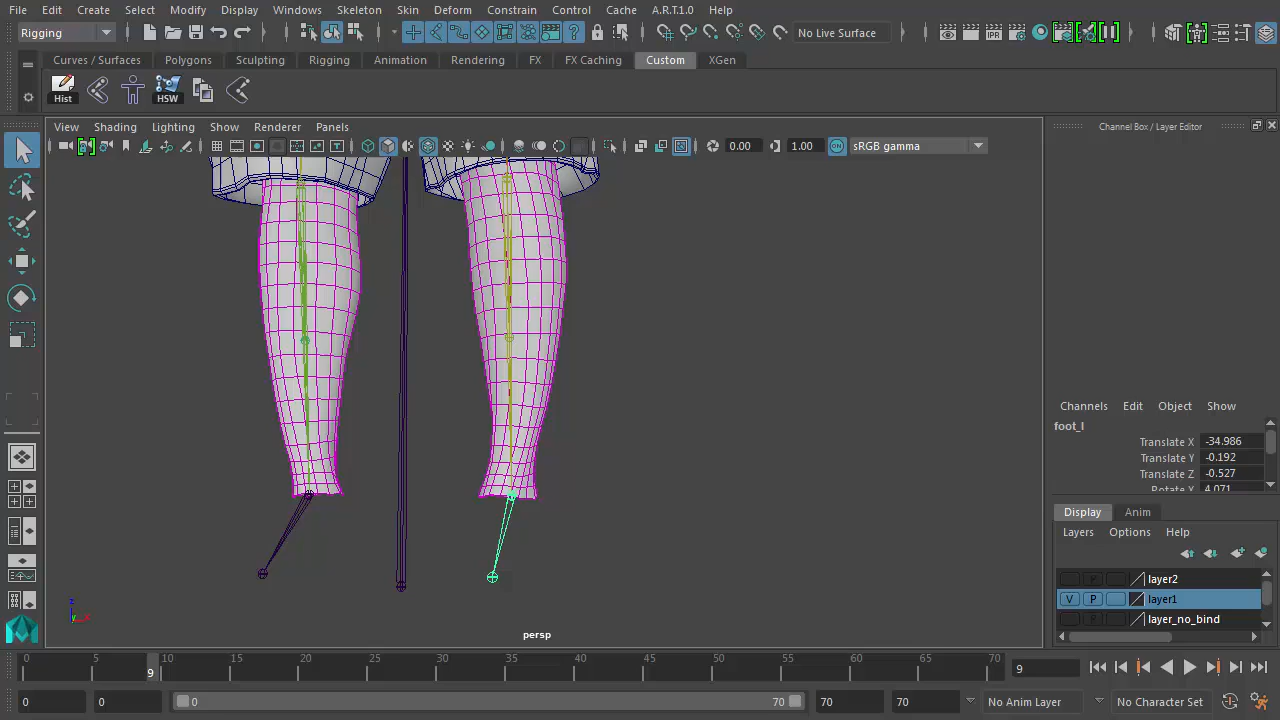 File Edit Create Select Modify Display Windows Skeleton Skin Deform Constrain Control Cache A.R.T.1.0 Help
Rigging No Live Surface
Curves / Surfaces Polygons Sculpting Rigging Animation Rendering FX FX Caching Custom XGen
Hist HSW
View Shading Lighting Show Renderer Panels Channel Box / Layer Editor
0.00 1.00 ON sRGB gamma
Channels Edit Object Show
foot_l
Translate X -34.986
Translate Y -0.192
Translate Z -0.527
Rotate X 4.071
Display Anim
Layers Options Help
layer2
V P layer1
layer_no_bind
z
y x
persp
0 5 10 15 20 25 30 35 40 45 50 55 60 65 70
9 9
0 0 0 70 70 70 No Anim Layer No Character Set